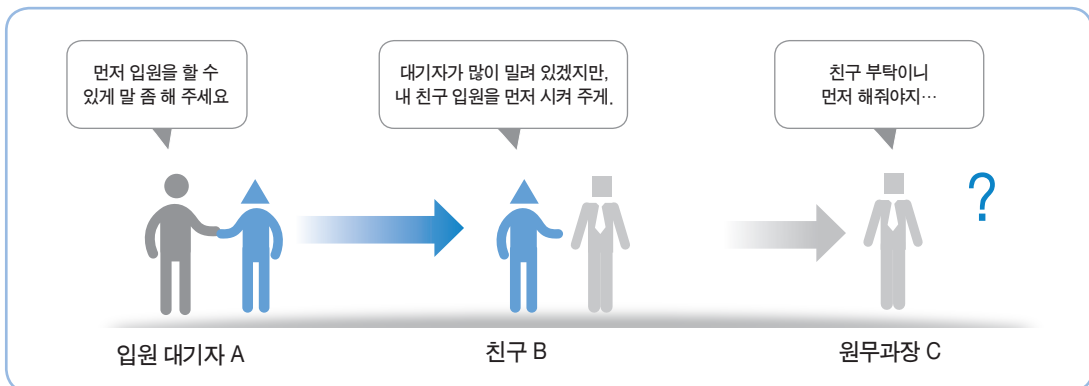 먼저 입원을 할 수
있게 말 좀 해 주세요
대기자가 많이 밀려 있겠지만,
내 친구 입원을 먼저 시켜 주게.
친구 부탁이니
먼저 해줘야지…
?
입원 대기자 A
친구 B
원무과장 C